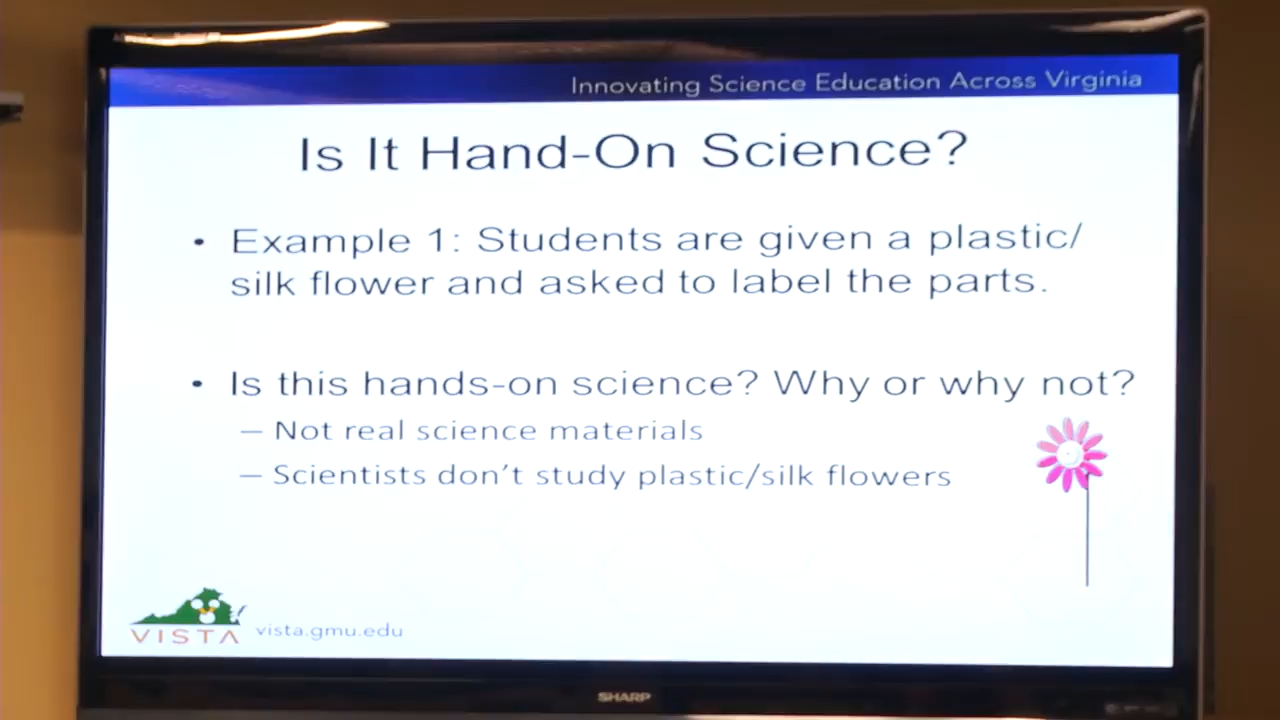 Innovating Science Education Across Virginia
Is It Hand-On Science?
• Example 1: Students are given a plastic/
silk flower and asked to label the parts.
• Is this hands-on science? Why or why not?
– Not real science materials
– Scientists don't study plastic/silk flowers
VISTA vista.gmu.edu
SHARP